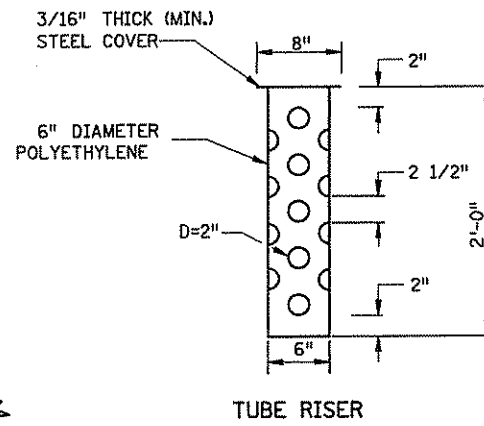 3/16" THICK (MIN.)
STEEL COVER
8"
2"
6" DIAMETER
POLYETHYLENE
2 1/2"
2'-0"
D=2"
2"
6"
TUBE RISER